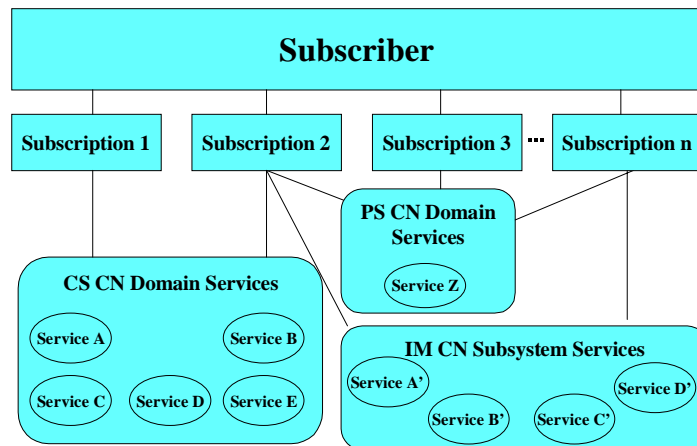 Subscriber
Subscription 1
Subscription 2
Subscription 3
...
Subscription n
PS CN Domain
Services
Service Z
CS CN Domain Services
Service A
Service B
Service C
Service D
Service E
IM CN Subsystem Services
Service A’
Service D’
Service B’
Service C’